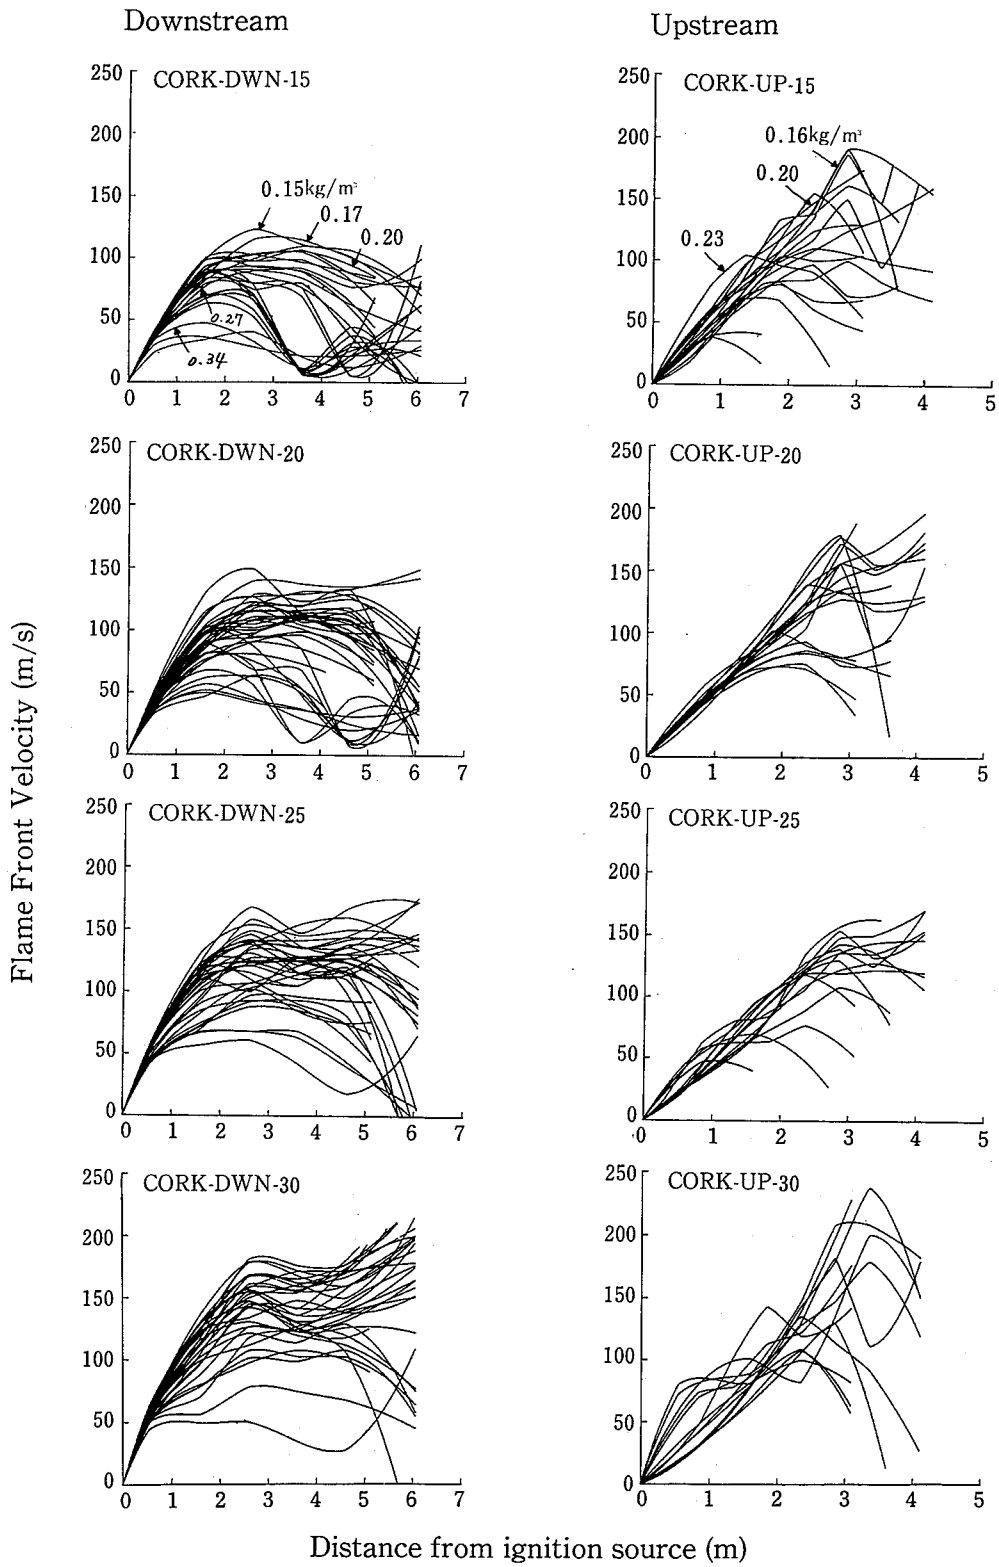 Downstream
Upstream
CORK-DWN-15
250
200
150
100
50
0
0 1 2 3 4 5 6 7
0.15kg/m³
0.17
0.20
0.27
0.34
CORK-UP-15
250
200
150
100
50
0
0 1 2 3 4 5
0.16kg/m³
0.20
0.23
CORK-DWN-20
250
200
150
100
50
0
0 1 2 3 4 5 6 7
CORK-UP-20
250
200
150
100
50
0
0 1 2 3 4 5
CORK-DWN-25
250
200
150
100
50
0
0 1 2 3 4 5 6 7
CORK-UP-25
250
200
150
100
50
0
0 1 2 3 4 5
CORK-DWN-30
250
200
150
100
50
0
0 1 2 3 4 5 6 7
CORK-UP-30
250
200
150
100
50
0
0 1 2 3 4 5
Flame Front Velocity (m/s)
Distance from ignition source (m)